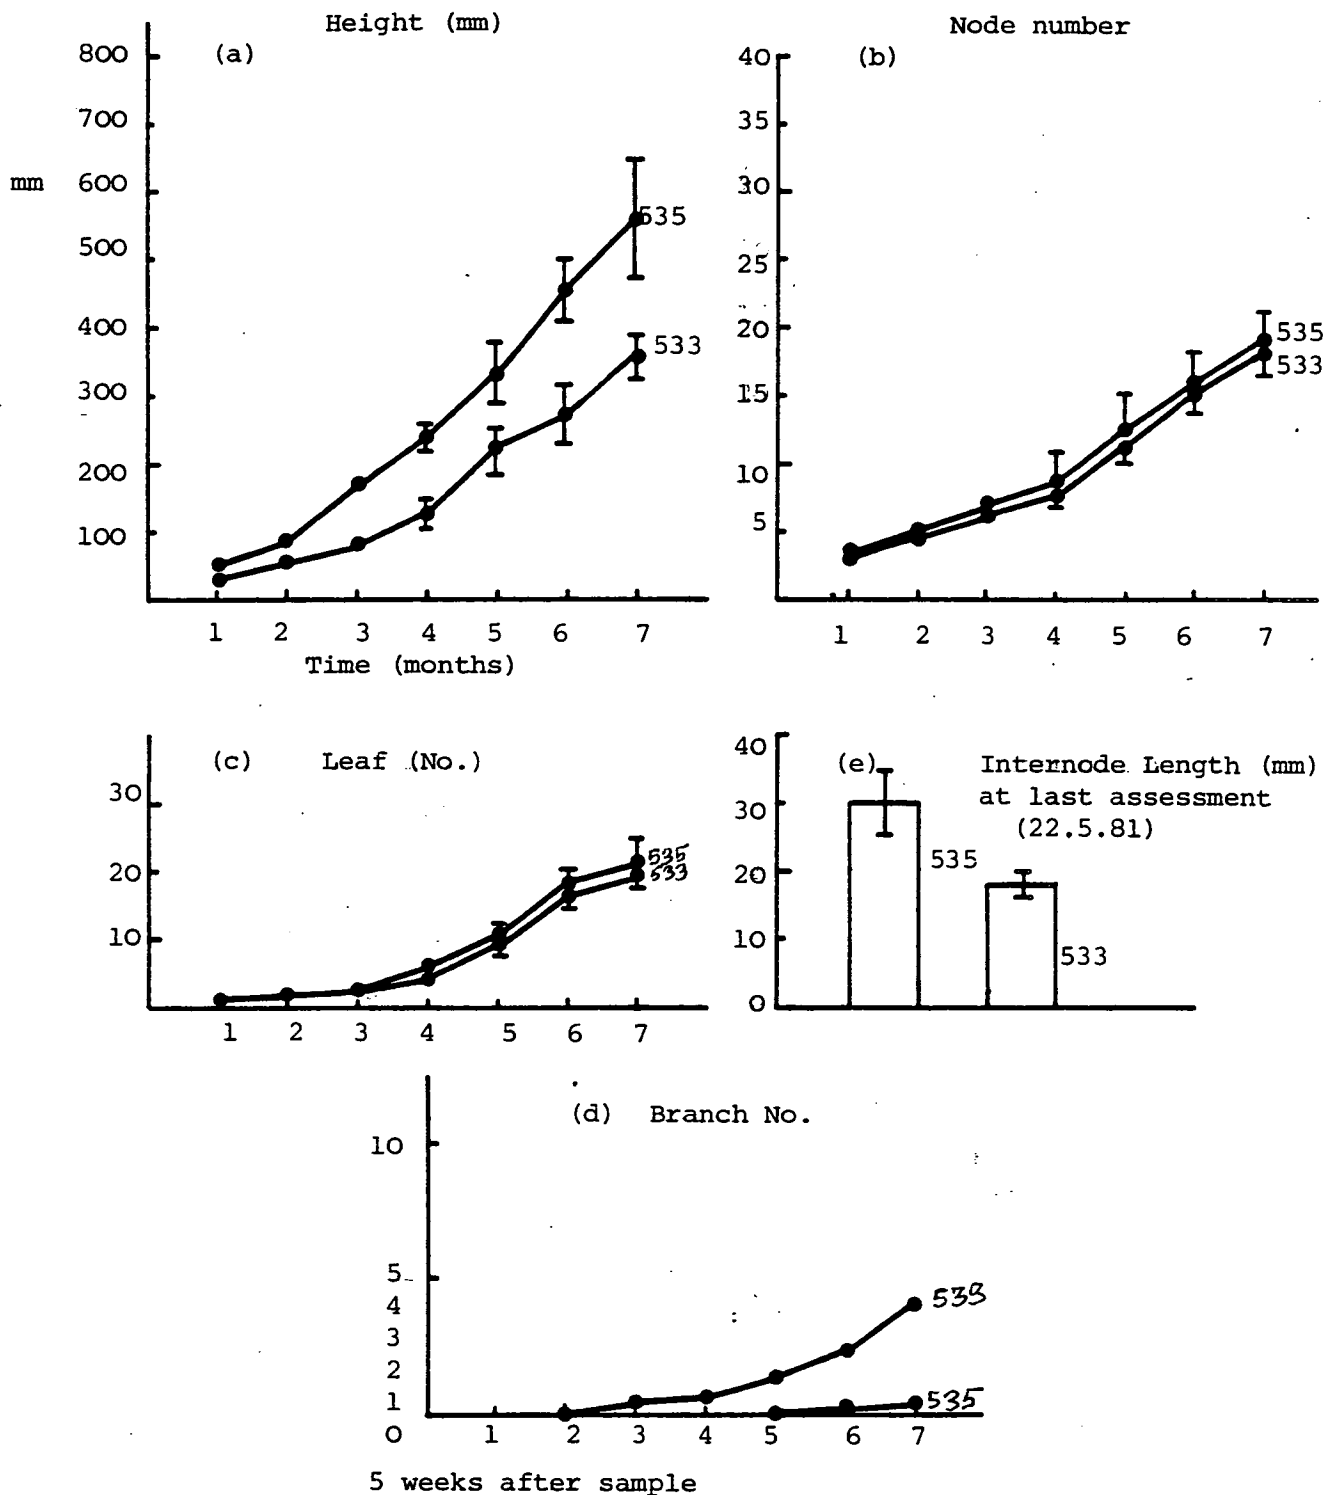 Height (mm)
(a)
800
700
mm 600
500
400
300
200
100
535
533
1 2 3 4 5 6 7
Time (months)
Node number
(b)
40
35
30
25
20
15
10
5
535
533
1 2 3 4 5 6 7
(c) Leaf (No.)
30
20
10
535
533
1 2 3 4 5 6 7
(e) Internode Length (mm)
at last assessment
(22.5.81)
40
30
20
10
0
535
533
(d) Branch No.
10
5
4
3
2
1
0
533
535
1 2 3 4 5 6 7
5 weeks after sample